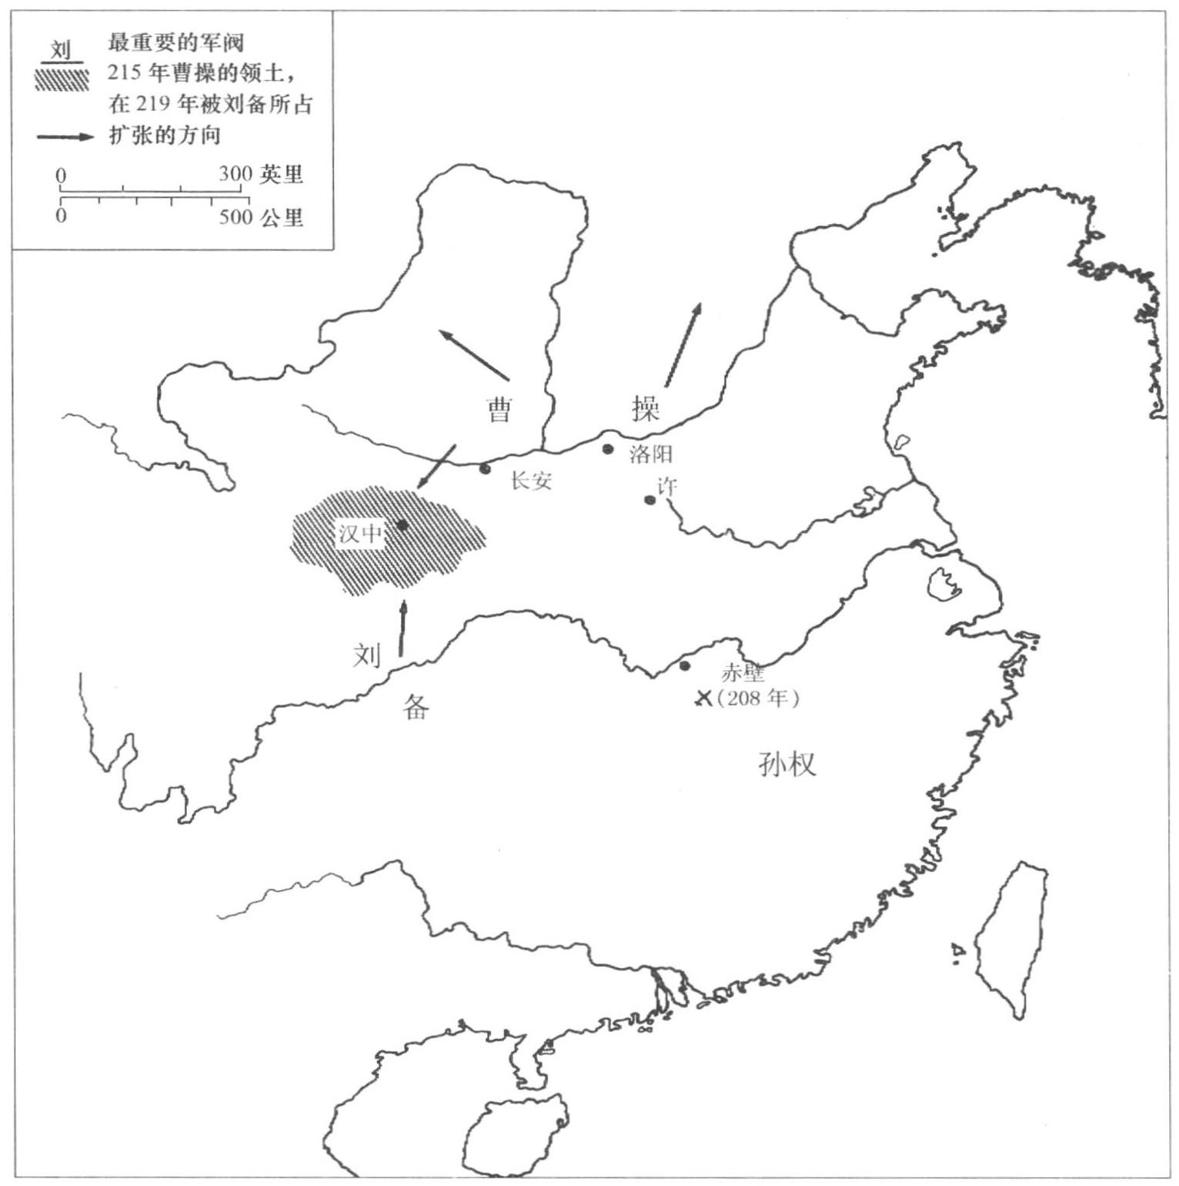 刘 最重要的军阀
215 年曹操的领土，
在 219 年被刘备所占
扩张的方向
0 300 英里
0 500 公里
曹 操
洛阳
长安
许
汉中
刘
备
赤壁
(208 年)
孙权